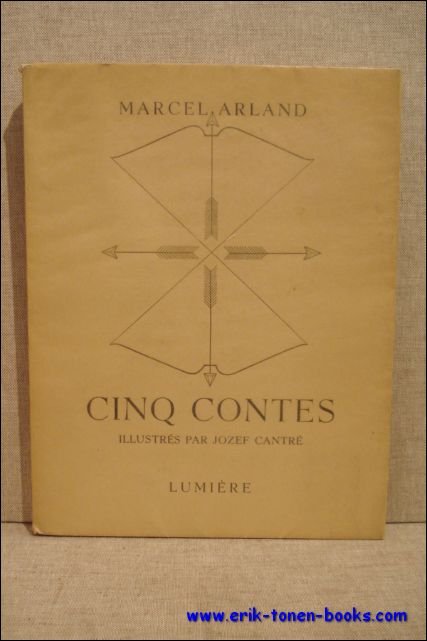 MARCEL ARLAND
CINQ CONTES
ILLUSTRÉS PAR JOZEF CANTRÉ
LUMIÈRE
www.erik-tonen-books.com